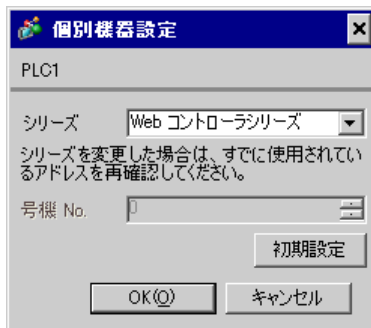 個別機器設定
PLC1
シリーズ Web コントローラシリーズ
シリーズを変更した場合は、すでに使用されてい
るアドレスを再確認してください。
号機 No. 0
初期設定
OK(O) キャンセル